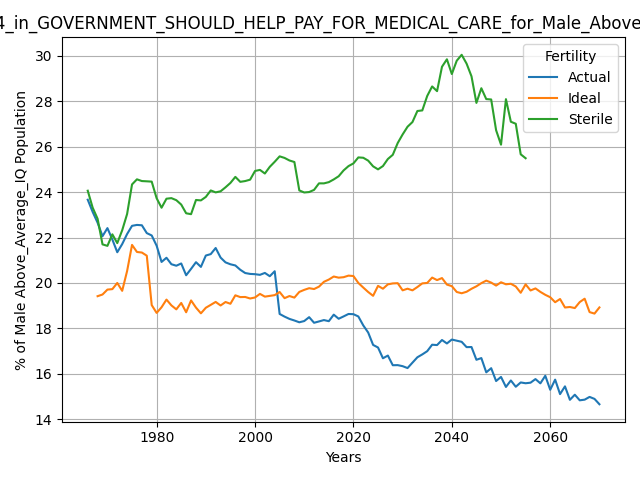 4_in_GOVERNMENT_SHOULD_HELP_PAY_FOR_MEDICAL_CARE_for_Male_Above
% of Male Above_Average_IQ Population
30
28
26
24
22
20
18
16
14
Fertility
Actual
Ideal
Sterile
1980
2000
2020
2040
2060
Years